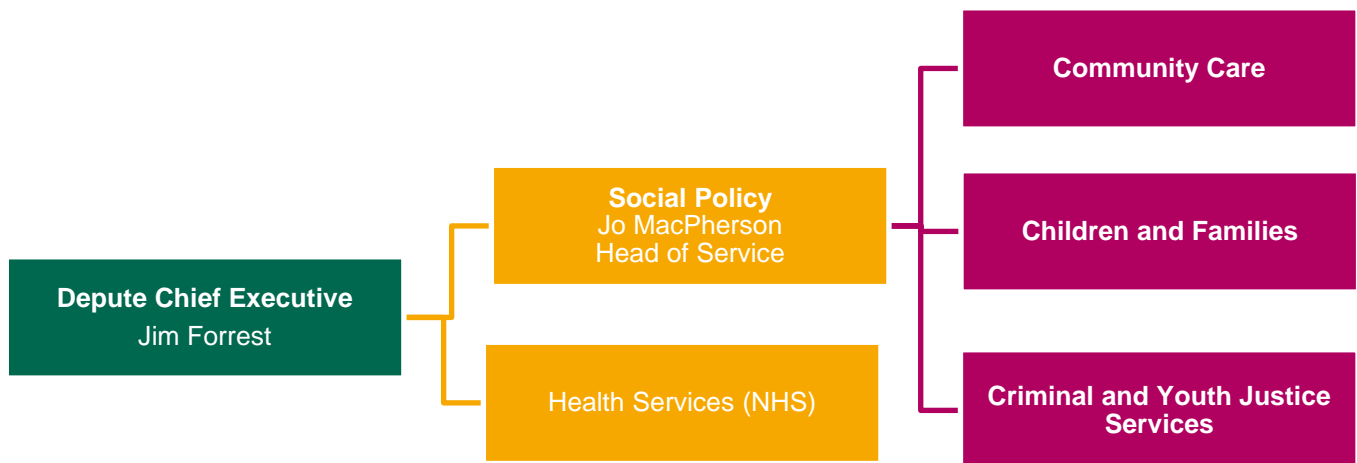 Community Care
Social Policy
Jo MacPherson
Head of Service
Children and Families
Depute Chief Executive
Jim Forrest
Health Services (NHS)
Criminal and Youth Justice
Services